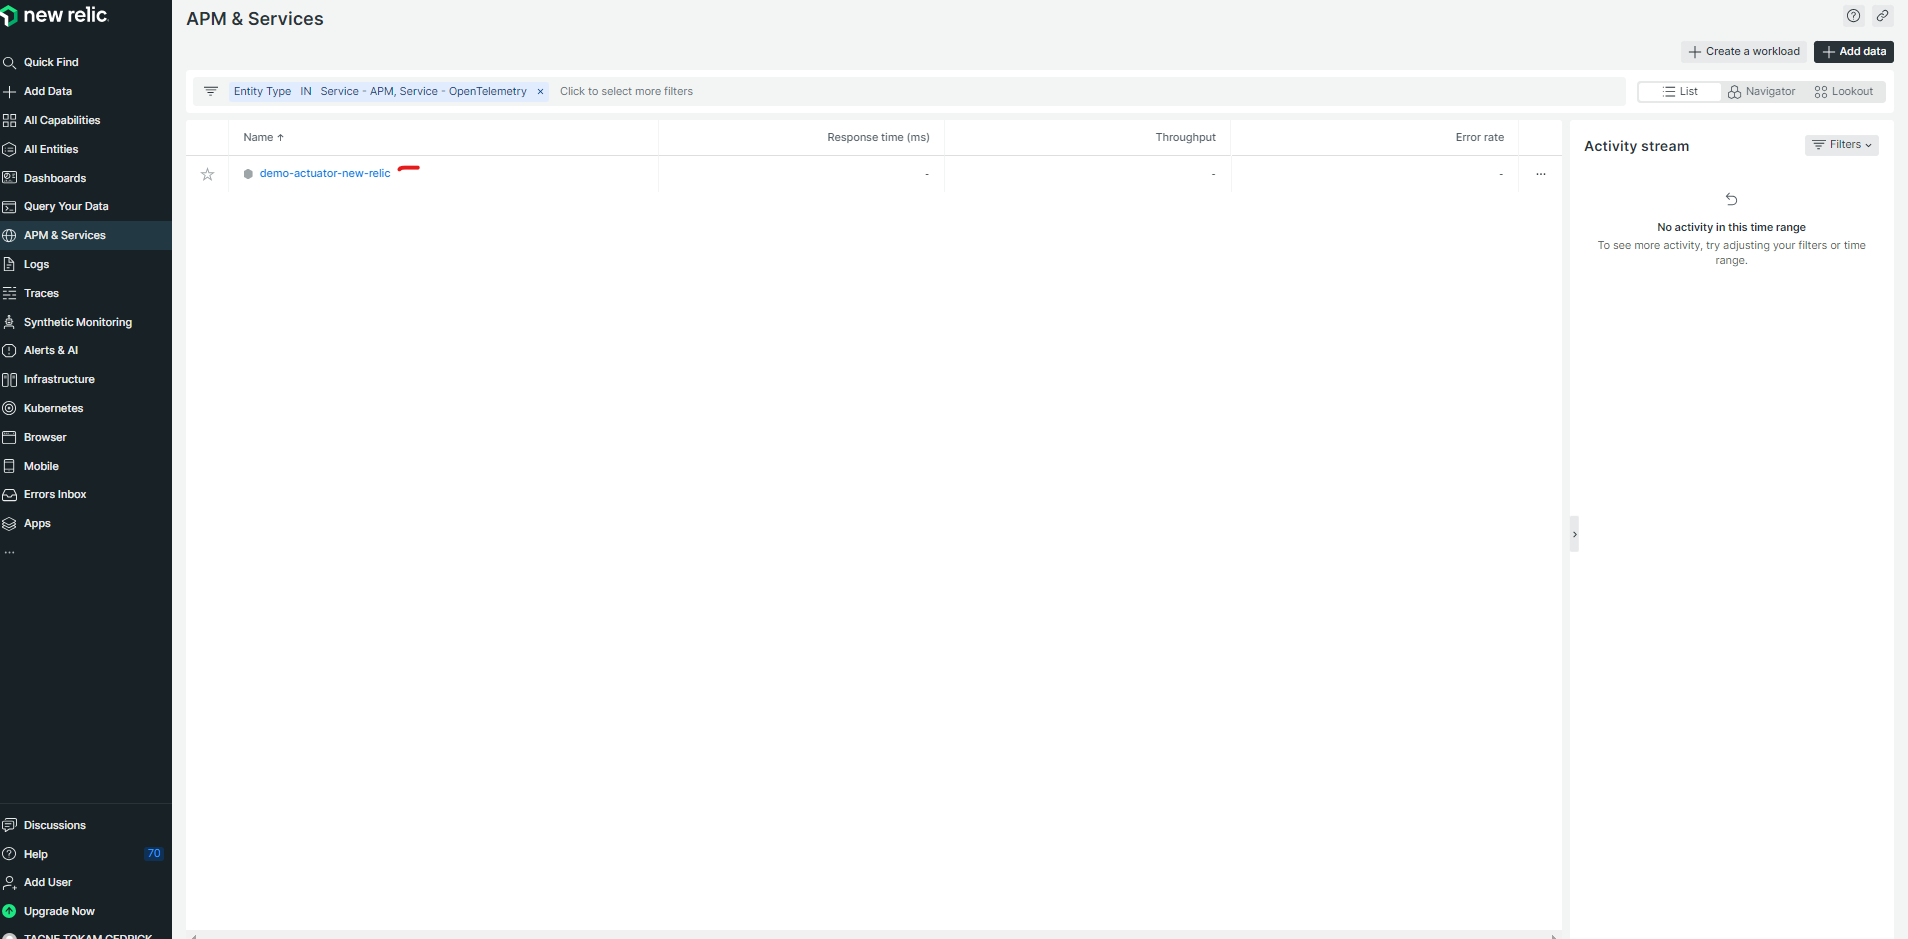 new relic
Quick Find
Add Data
All Capabilities
All Entities
Dashboards
Query Your Data
APM & Services
Logs
Traces
Synthetic Monitoring
Alerts & AI
Infrastructure
Kubernetes
Browser
Mobile
Errors Inbox
Apps
...
Discussions
Help 70
Add User
Upgrade Now
TAGNE TOKAM CEDRICK
APM & Services
Create a workload
Add data
Entity Type IN Service - APM, Service - OpenTelemetry × Click to select more filters
List Navigator Lookout
Name ↑ Response time (ms) Throughput Error rate
demo-actuator-new-relic - - - ...
Activity stream Filters
No activity in this time range
To see more activity, try adjusting your filters or time
range.